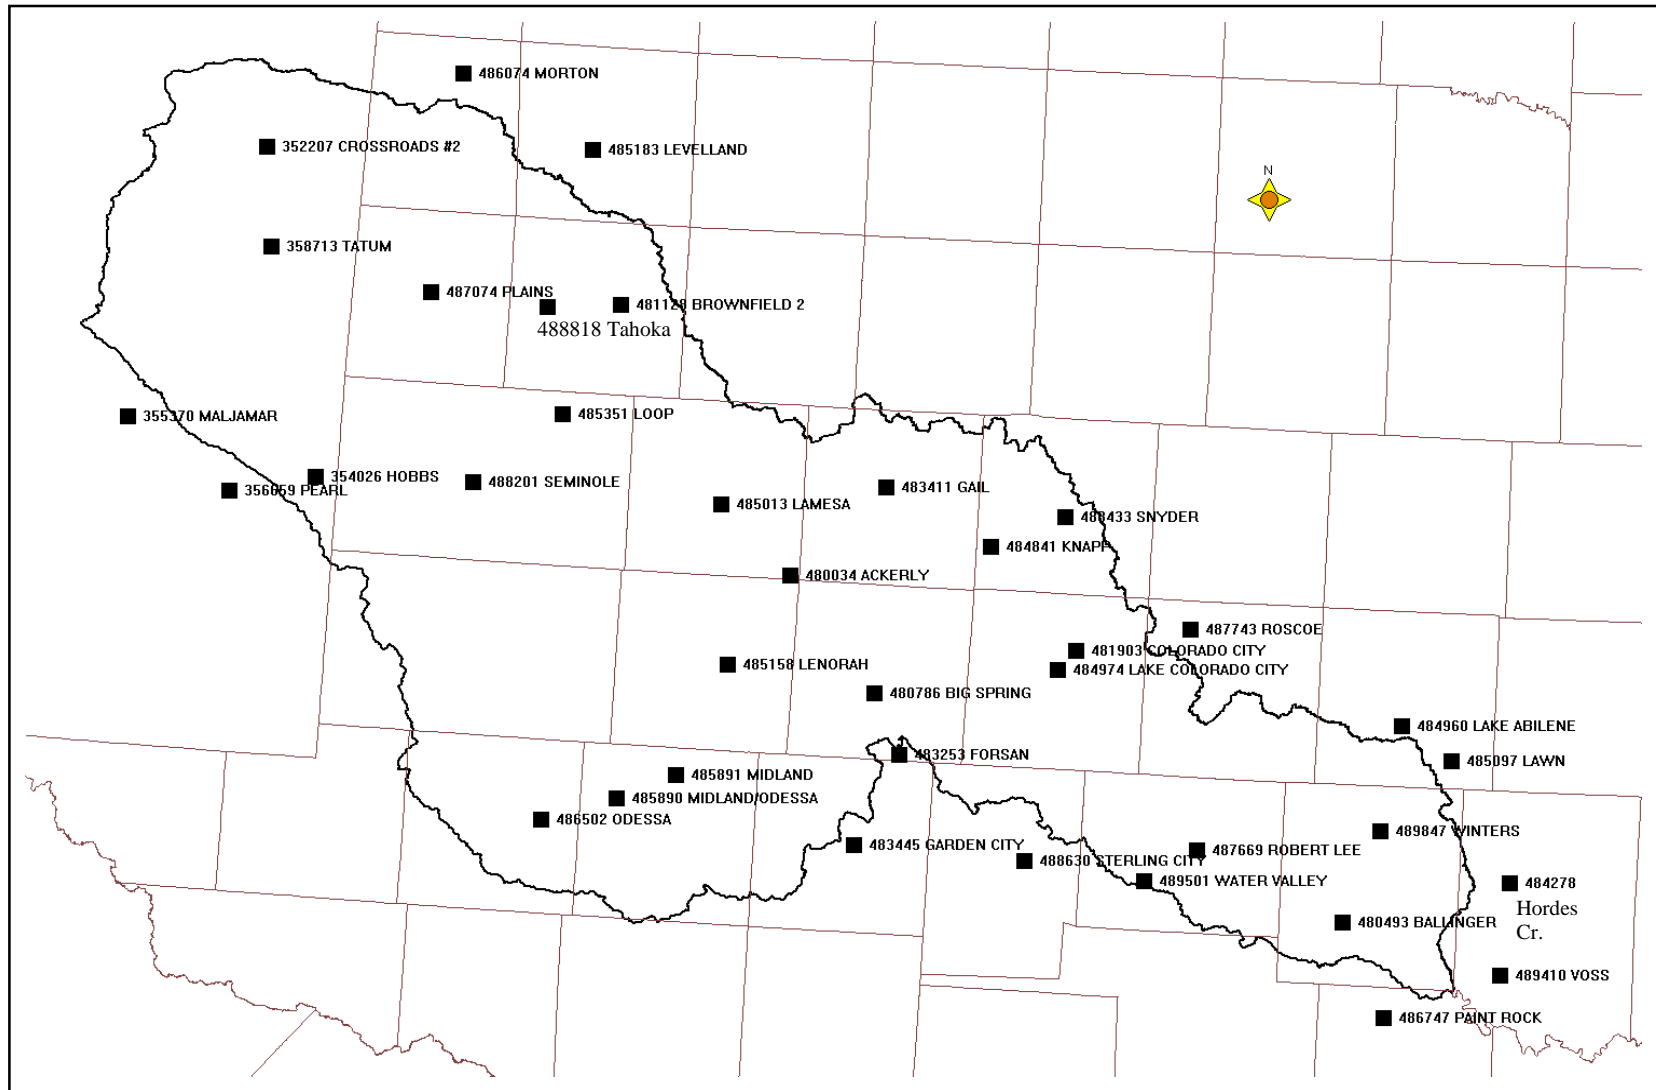 486074 MORTON
352207 CROSSROADS #2
485183 LEVELLAND
N
358713 TATUM
487074 PLAINS
481128 BROWNFIELD 2
488818 Tahoka
355370 MALJAMAR
485351 LOOP
354026 HOBBS
356659 PEARL
488201 SEMINOLE
485013 LAMESA
483411 GAIL
488433 SNYDER
484841 KNAPP
480034 ACKERLY
487743 ROSCOE
481903 COLORADO CITY
484974 LAKE COLORADO CITY
485158 LENORAH
480786 BIG SPRING
484960 LAKE ABILENE
483253 FORSAN
485097 LAWN
485891 MIDLAND
485890 MIDLAND/ODESSA
486502 ODESSA
489847 WINTERS
483445 GARDEN CITY
487669 ROBERT LEE
488630 STERLING CITY
489501 WATER VALLEY
484278
Hordes
Cr.
480493 BALLINGER
489410 VOSS
486747 PAINT ROCK